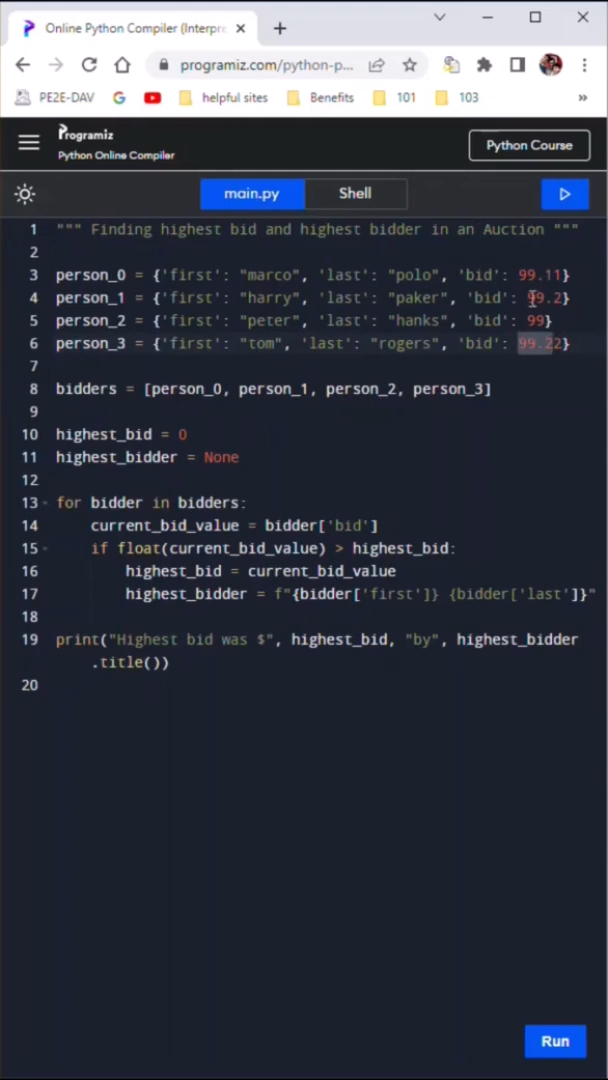 Online Python Compiler (Interpre
programiz.com/python-p...
PE2E-DAV
helpful sites
Benefits
101
103
»
Programiz
Python Online Compiler
Python Course
main.py
Shell
1 """ Finding highest bid and highest bidder in an Auction """
2
3 person_0 = {'first': "marco", 'last': "polo", 'bid': 99.11}
4 person_1 = {'first': "harry", 'last': "paker", 'bid': 99.2}
5 person_2 = {'first': "peter", 'last': "hanks", 'bid': 99}
6 person_3 = {'first': "tom", 'last': "rogers", 'bid': 99.22}
7
8 bidders = [person_0, person_1, person_2, person_3]
9
10 highest_bid = 0
11 highest_bidder = None
12
13 for bidder in bidders:
14 current_bid_value = bidder['bid']
15 if float(current_bid_value) > highest_bid:
16 highest_bid = current_bid_value
17 highest_bidder = f"{bidder['first']} {bidder['last']}"
18
19 print("Highest bid was $", highest_bid, "by", highest_bidder
.title())
20
Run